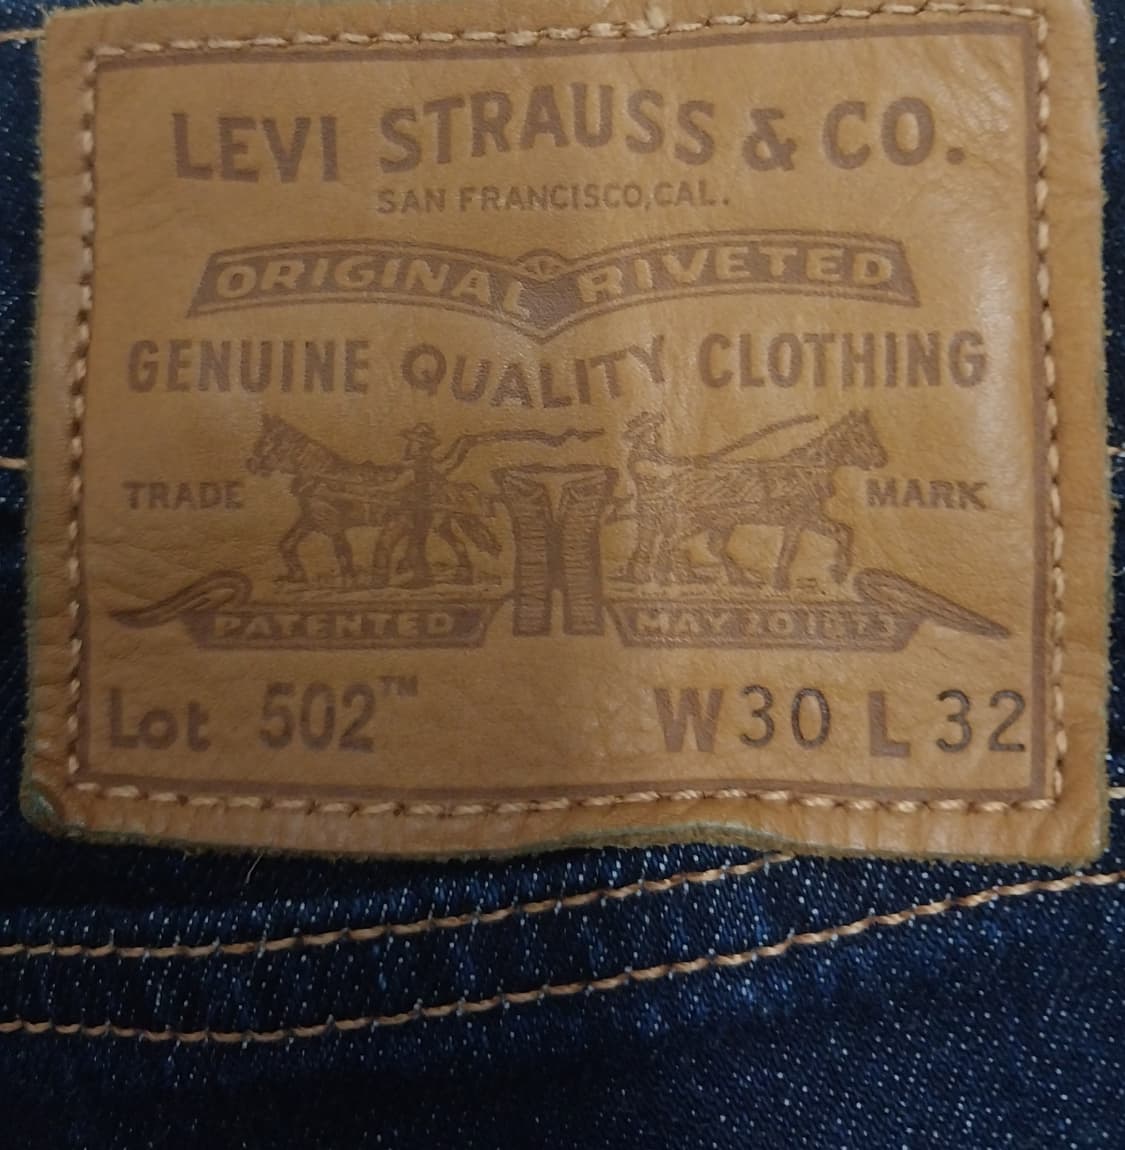 LEVI STRAUSS & CO.
SAN FRANCISCO, CAL.
ORIGINAL RIVETED
GENUINE QUALITY CLOTHING
TRADE MARK
PATENTED MAY 20 1873
Lot 502™ W30 L 32